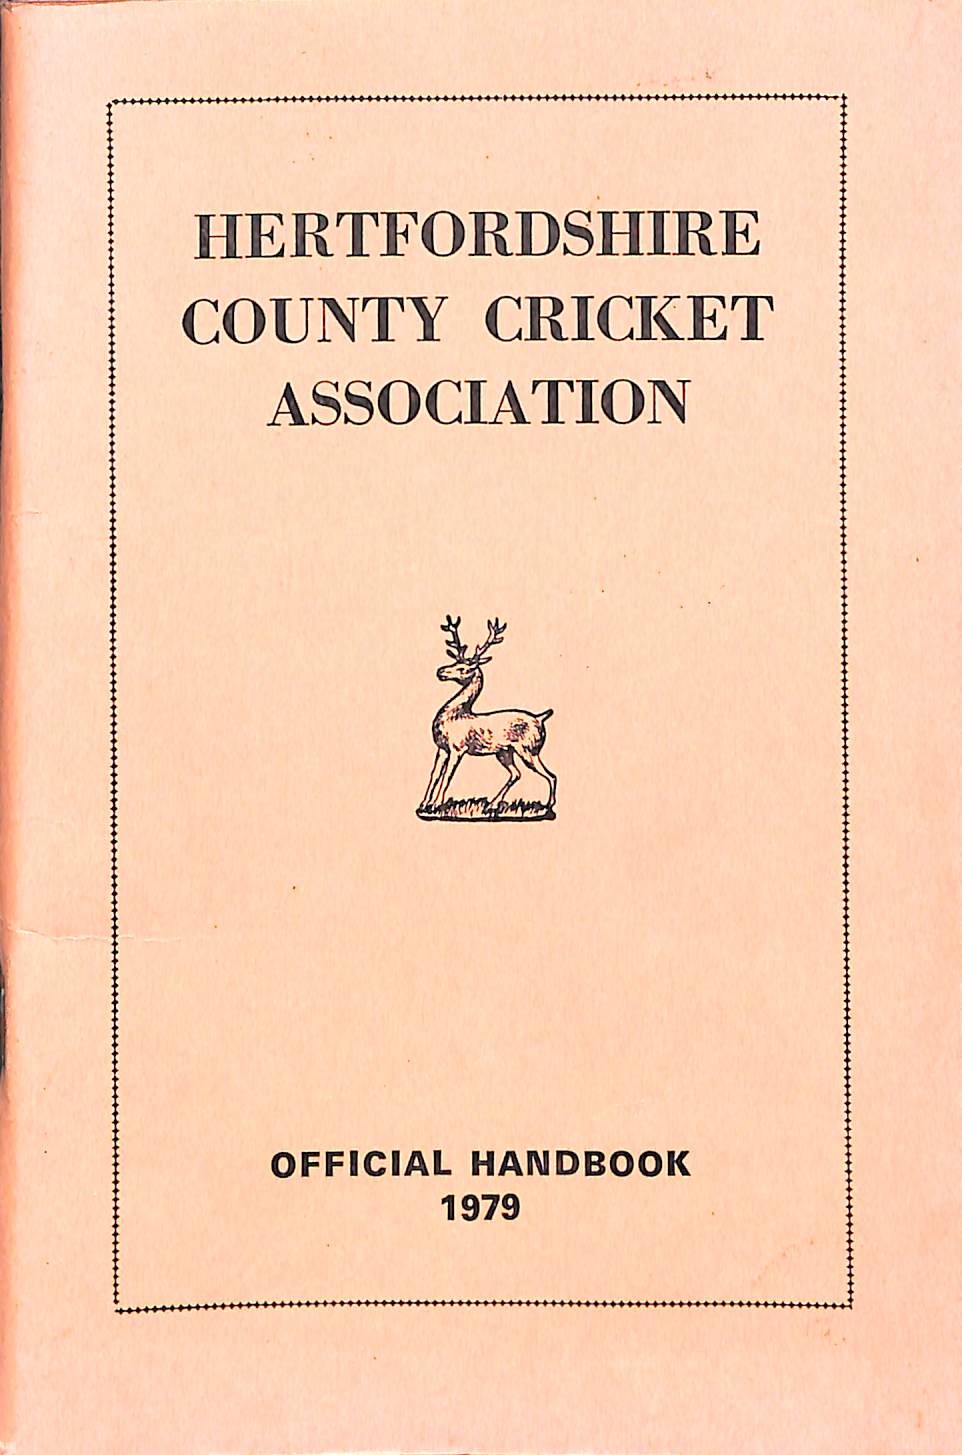 HERTFORDSHIRE
COUNTY CRICKET
ASSOCIATION
OFFICIAL HANDBOOK
1979